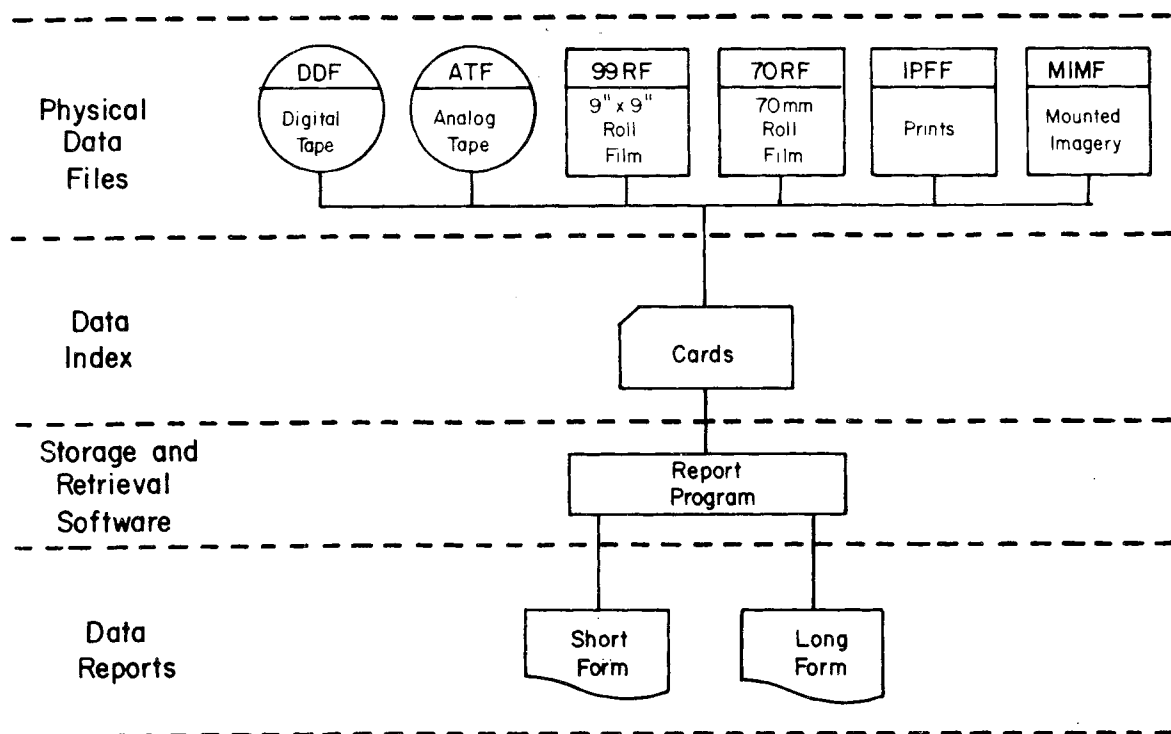 Physical
Data
Files
DDF
Digital
Tape
ATF
Analog
Tape
99RF
9" x 9"
Roll
Film
70RF
70mm
Roll
Film
IPFF
Prints
MIMF
Mounted
Imagery
Data
Index
Cards
Storage and
Retrieval
Software
Report
Program
Data
Reports
Short
Form
Long
Form